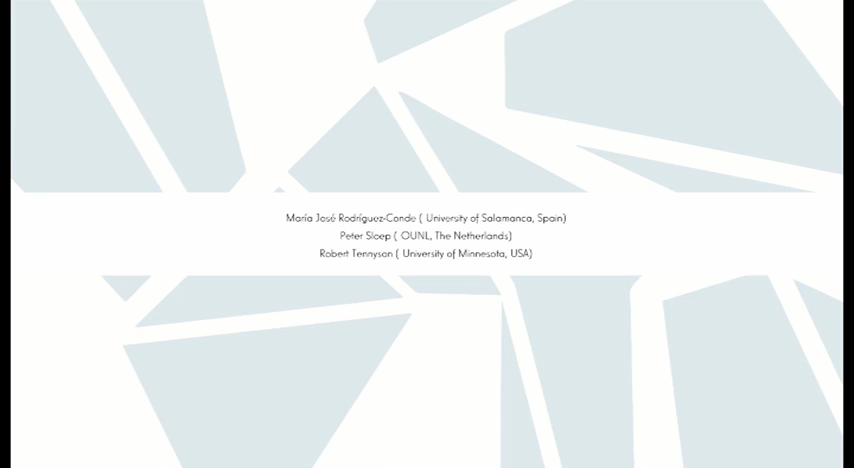 María José Rodríguez-Conde ( University of Salamanca, Spain)
Peter Sloep ( OUNL, The Netherlands)
Robert Tennyson ( University of Minnesota, USA)